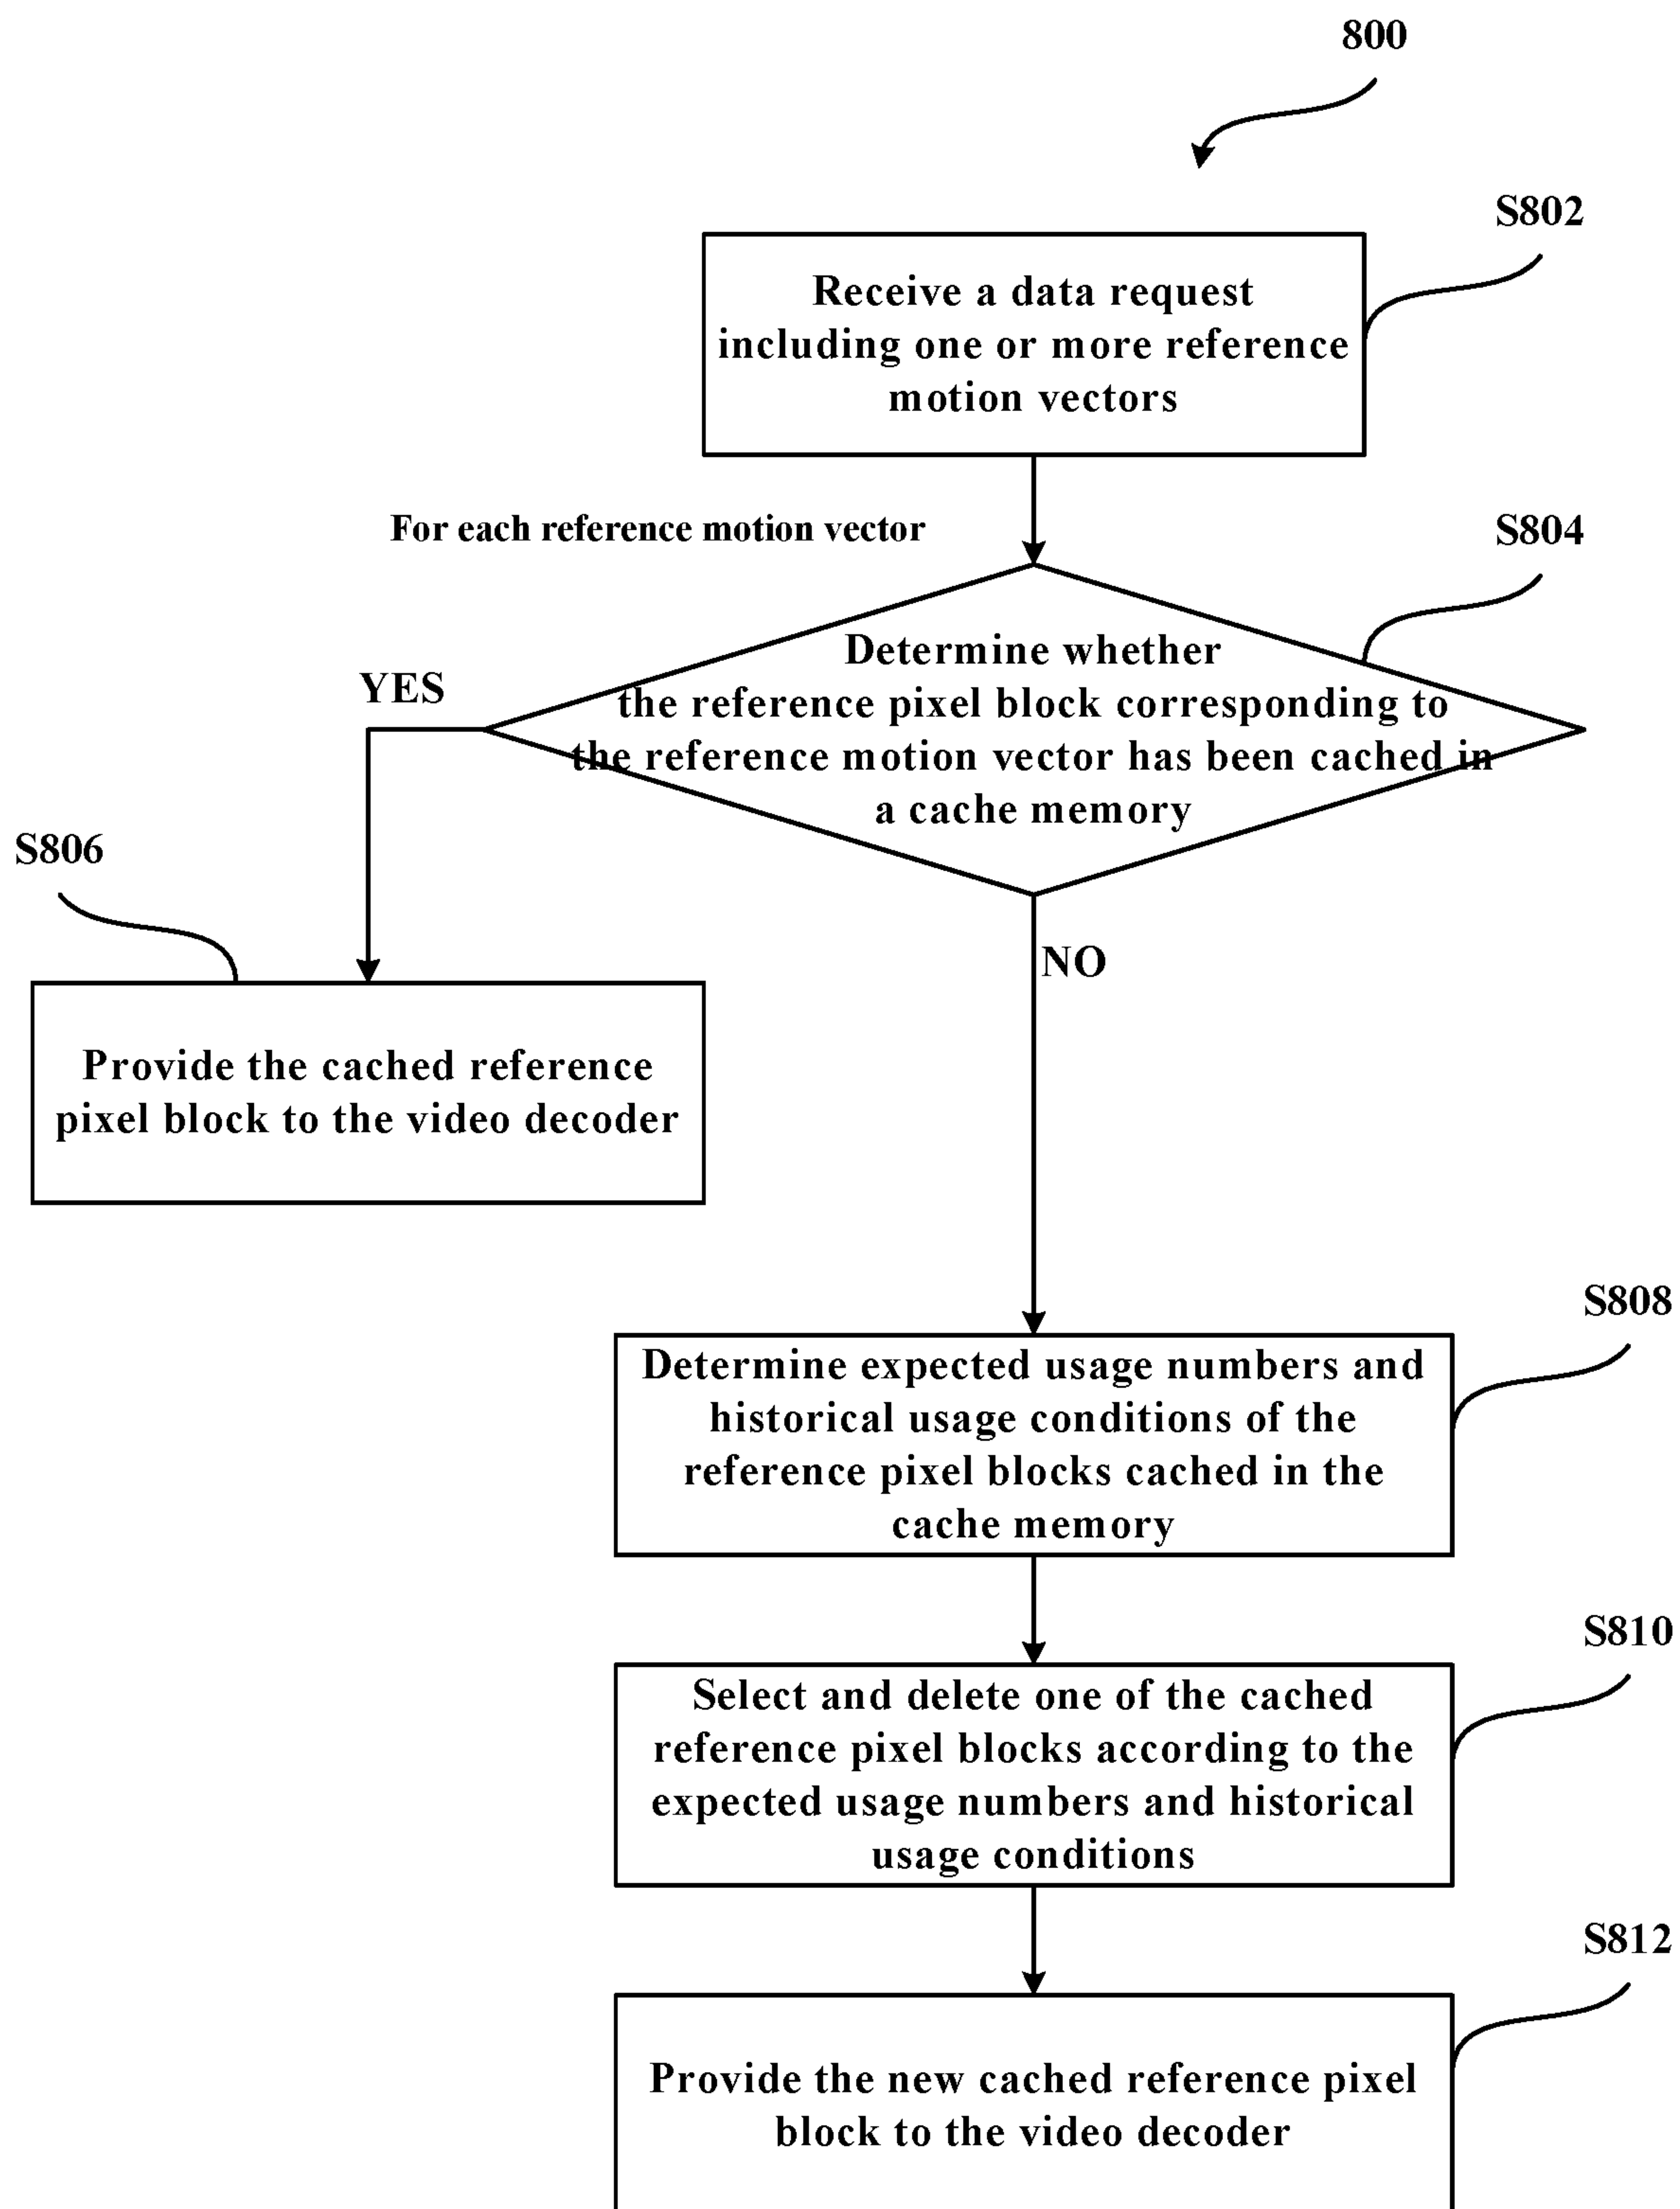 800
S802
Receive a data request
including one or more reference
motion vectors
For each reference motion vector
S804
Determine whether
the reference pixel block corresponding to
the reference motion vector has been cached in
a cache memory
YES
S806
NO
Provide the cached reference
pixel block to the video decoder
S808
Determine expected usage numbers and
historical usage conditions of the
reference pixel blocks cached in the
cache memory
S810
Select and delete one of the cached
reference pixel blocks according to the
expected usage numbers and historical
usage conditions
S812
Provide the new cached reference pixel
block to the video decoder